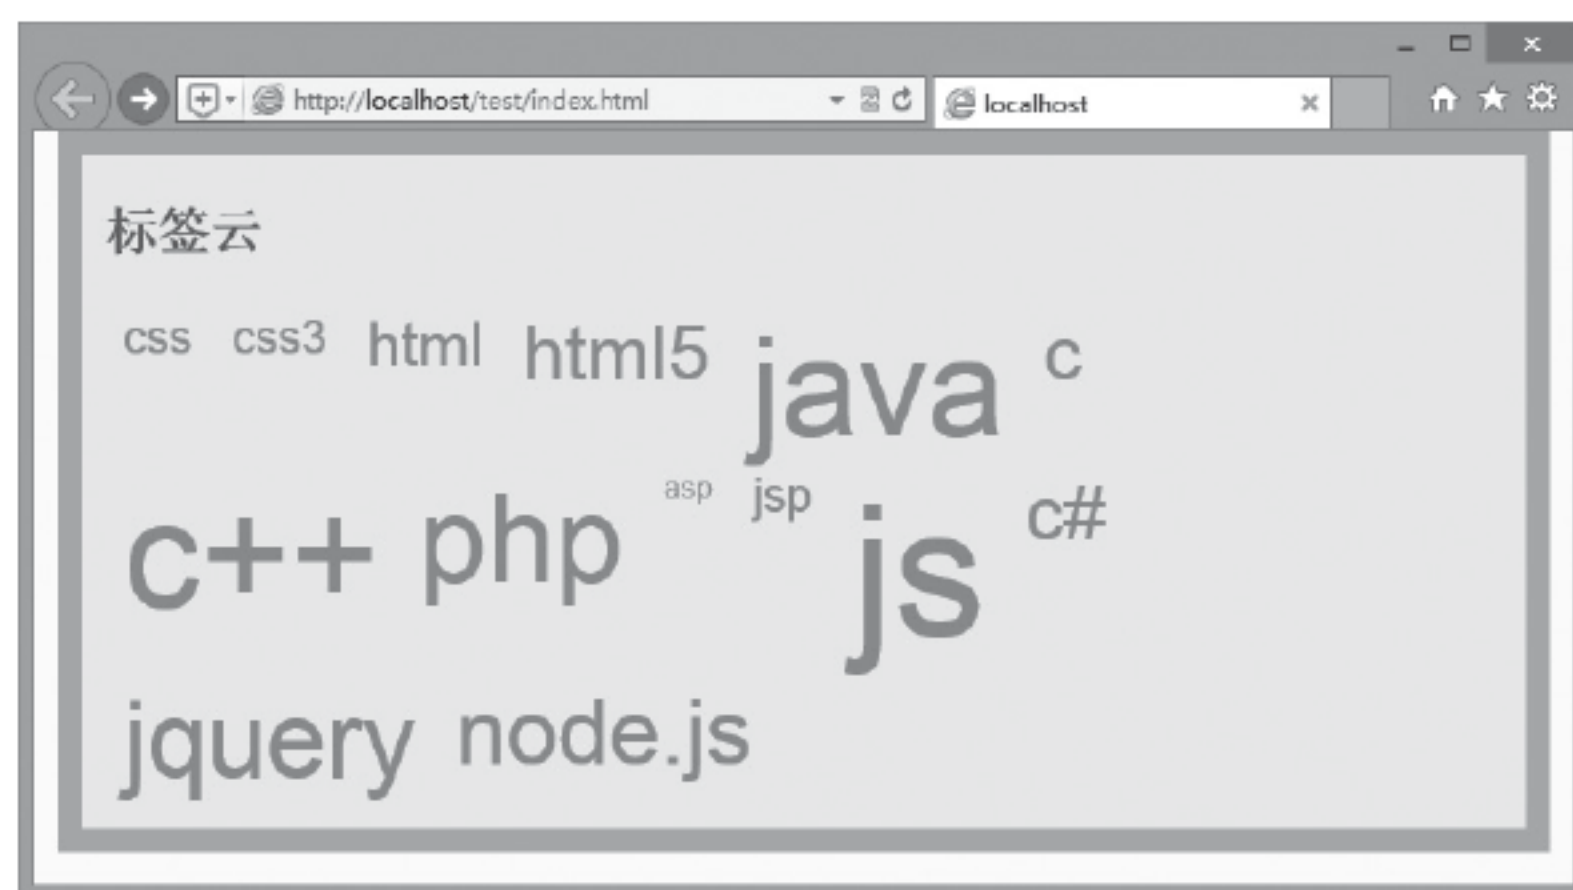 http://localhost/test/index.html
localhost
标签云
css css3 html html5 java c
c++ php asp jsp js c#
jquery node.js